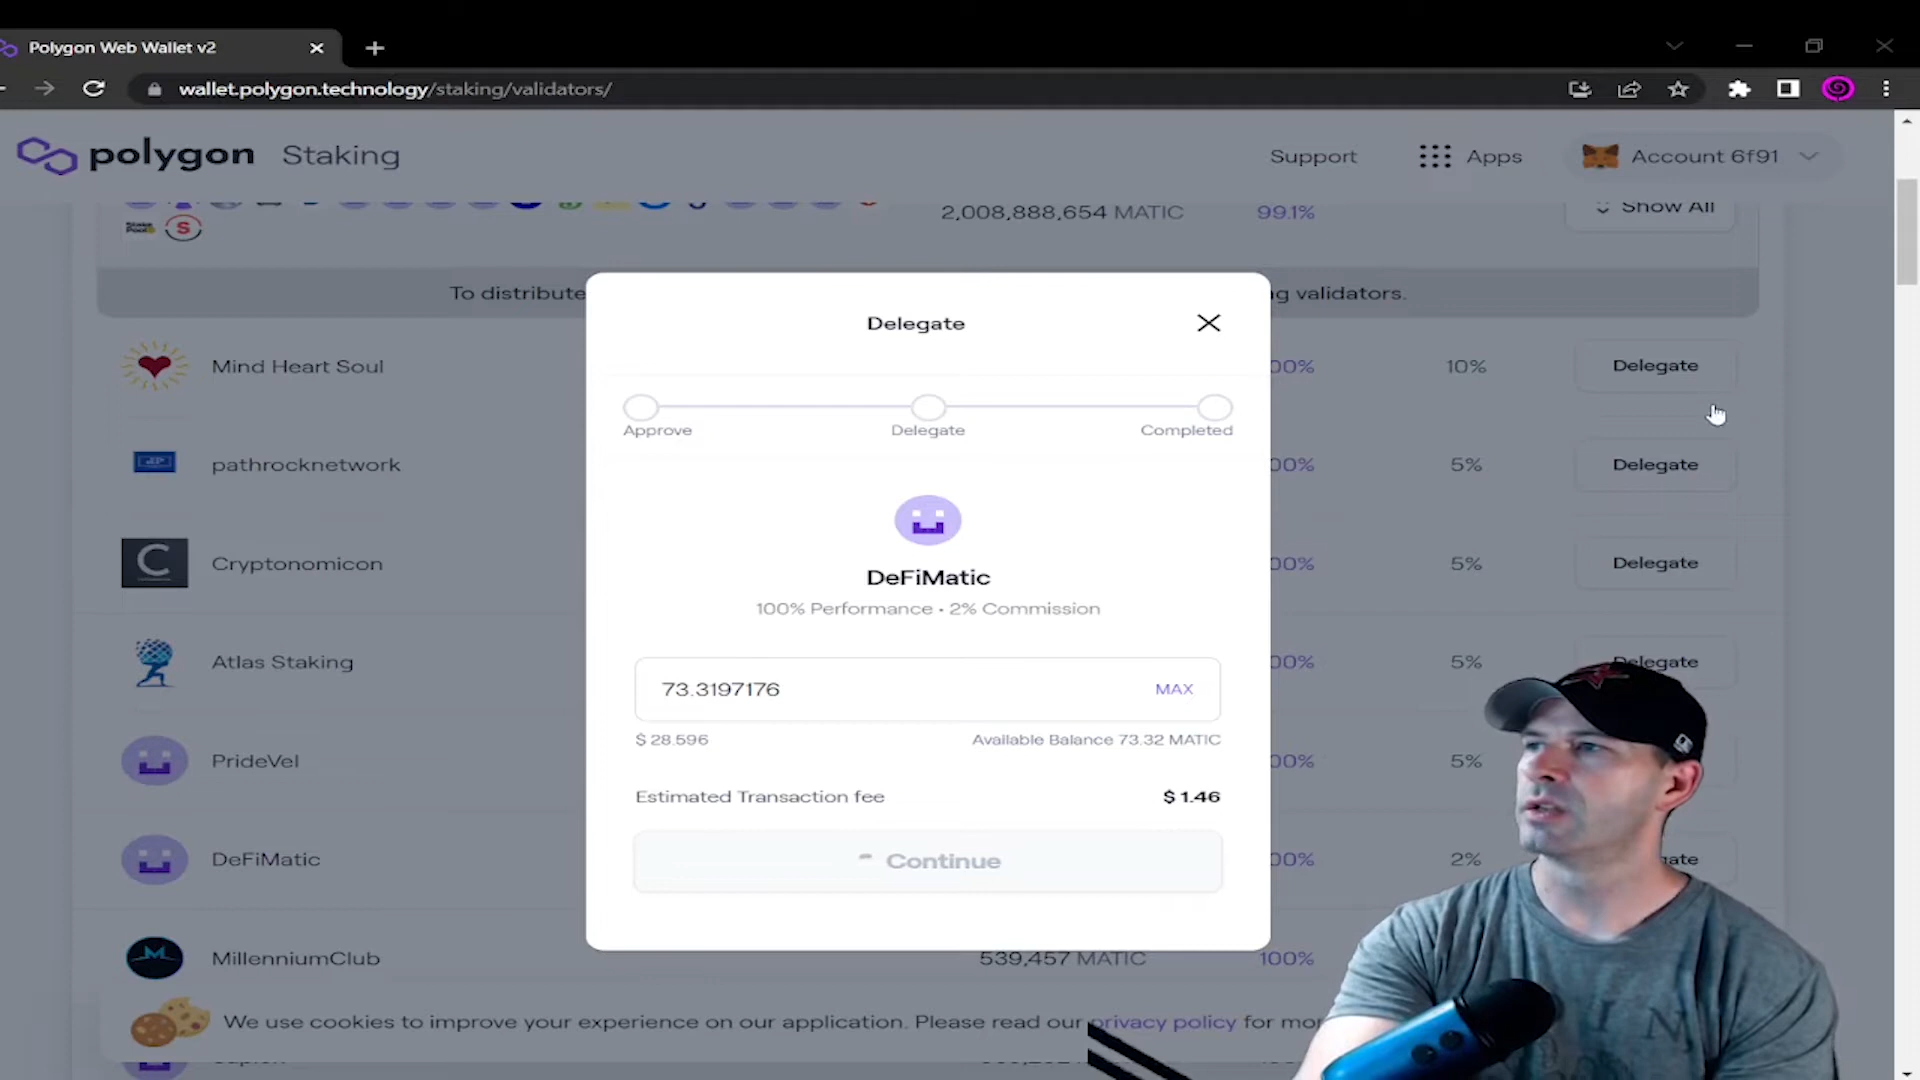 Polygon Web Wallet v2
wallet.polygon.technology/staking/validators/
polygon Staking
Support
Apps
Account 6f91
2,008,888,654 MATIC
99.1%
Show All
To distribute
g validators.
Delegate
Mind Heart Soul
00%
10%
Delegate
Approve
Delegate
Completed
pathrocknetwork
00%
5%
Delegate
DeFiMatic
100% Performance • 2% Commission
Cryptonomicon
00%
5%
Delegate
Atlas Staking
00%
5%
Delegate
73.3197176
MAX
$ 28.596
Available Balance 73.32 MATIC
PrideVel
00%
5%
Estimated Transaction fee
$ 1.46
Continue
DeFiMatic
00%
2%
gate
MillenniumClub
539,457 MATIC
100%
We use cookies to improve your experience on our application. Please read our privacy policy for mor